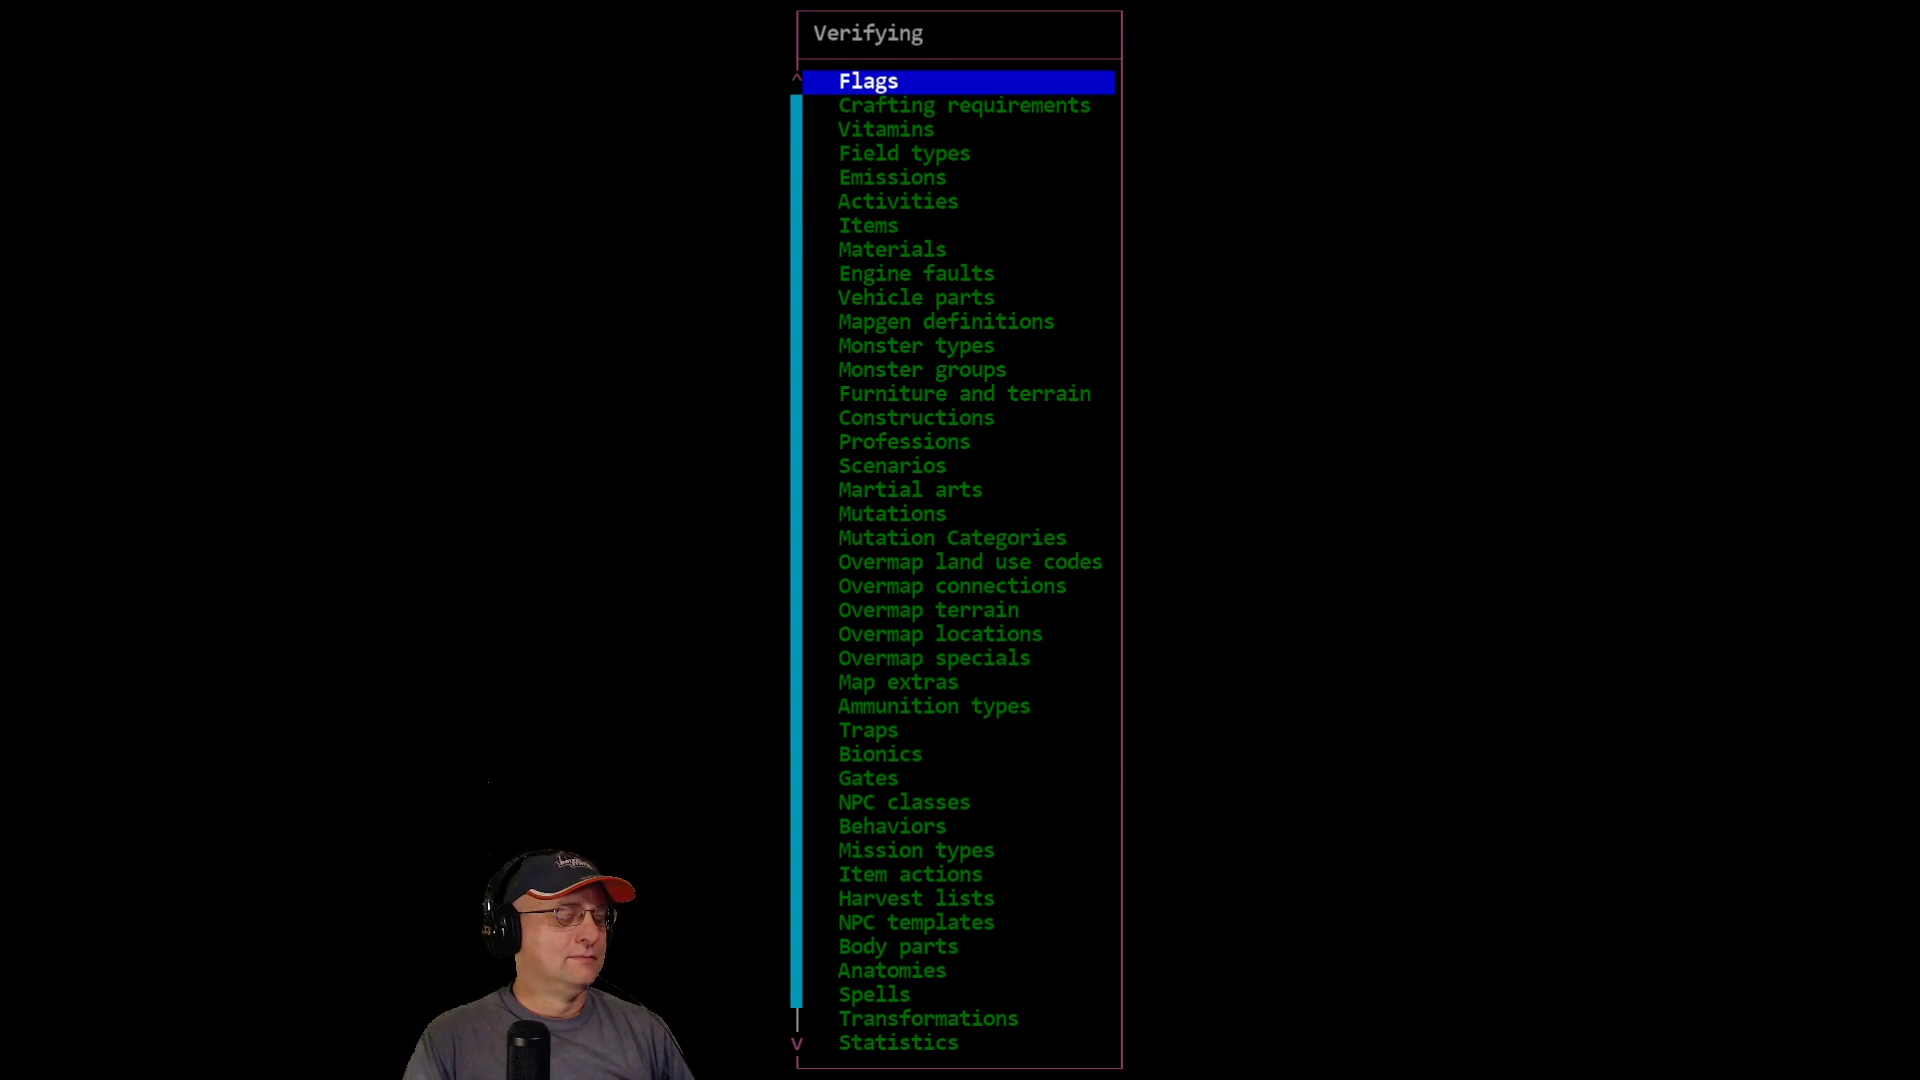 Verifying
^
Flags
Crafting requirements
Vitamins
Field types
Emissions
Activities
Items
Materials
Engine faults
Vehicle parts
Mapgen definitions
Monster types
Monster groups
Furniture and terrain
Constructions
Professions
Scenarios
Martial arts
Mutations
Mutation Categories
Overmap land use codes
Overmap connections
Overmap terrain
Overmap locations
Overmap specials
Map extras
Ammunition types
Traps
Bionics
Gates
NPC classes
Behaviors
Mission types
Item actions
Harvest lists
NPC templates
Body parts
Anatomies
Spells
Transformations
v Statistics